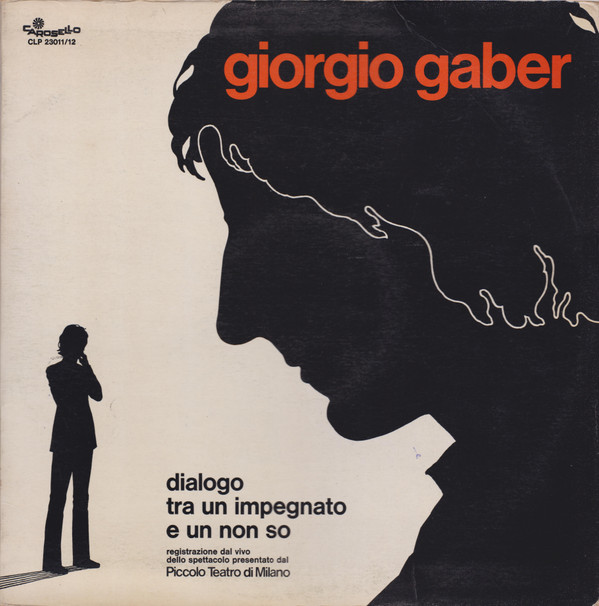 CAROSELLO
CLP 23011/12
giorgio gaber
dialogo
tra un impegnato
e un non so
registrazione dal vivo
dello spettacolo presentato dal
Piccolo Teatro di Milano